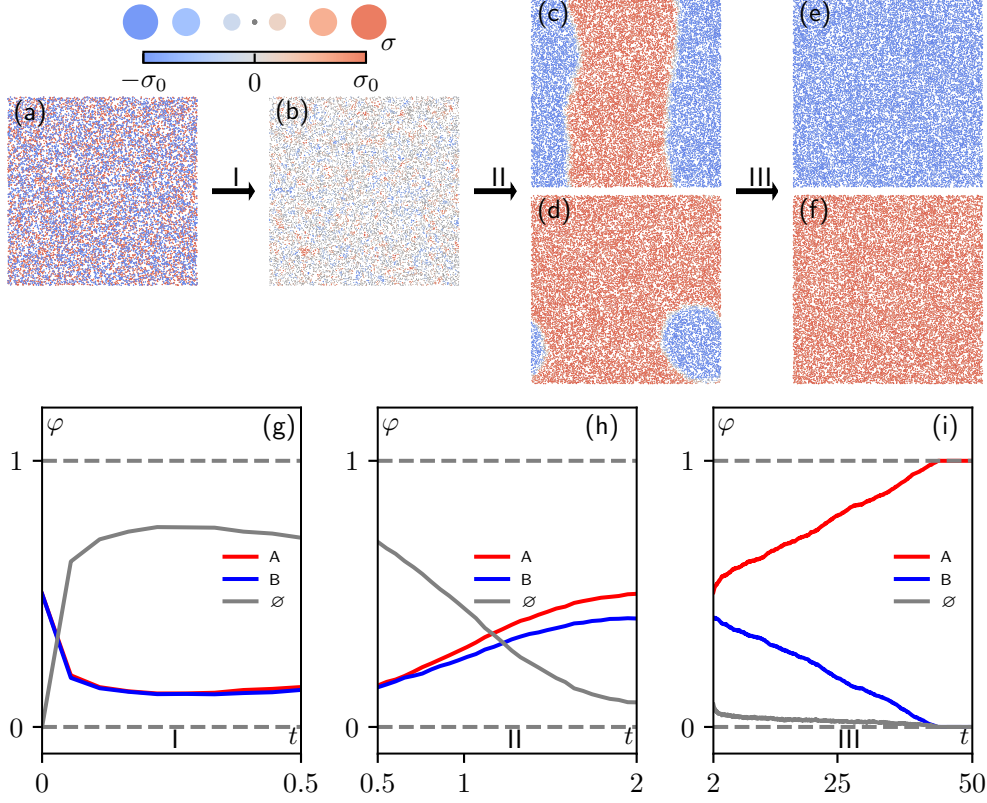 σ
−σ₀ 0 σ₀
(a)
(b)
(c)
(d)
(e)
(f)
I
II
III
φ (g)
1
A
B
∅
0
I t
0 0.5
φ (h)
1
A
B
∅
0
II t
0.5 1 2
φ (i)
1
A
B
∅
0
III t
2 25 50